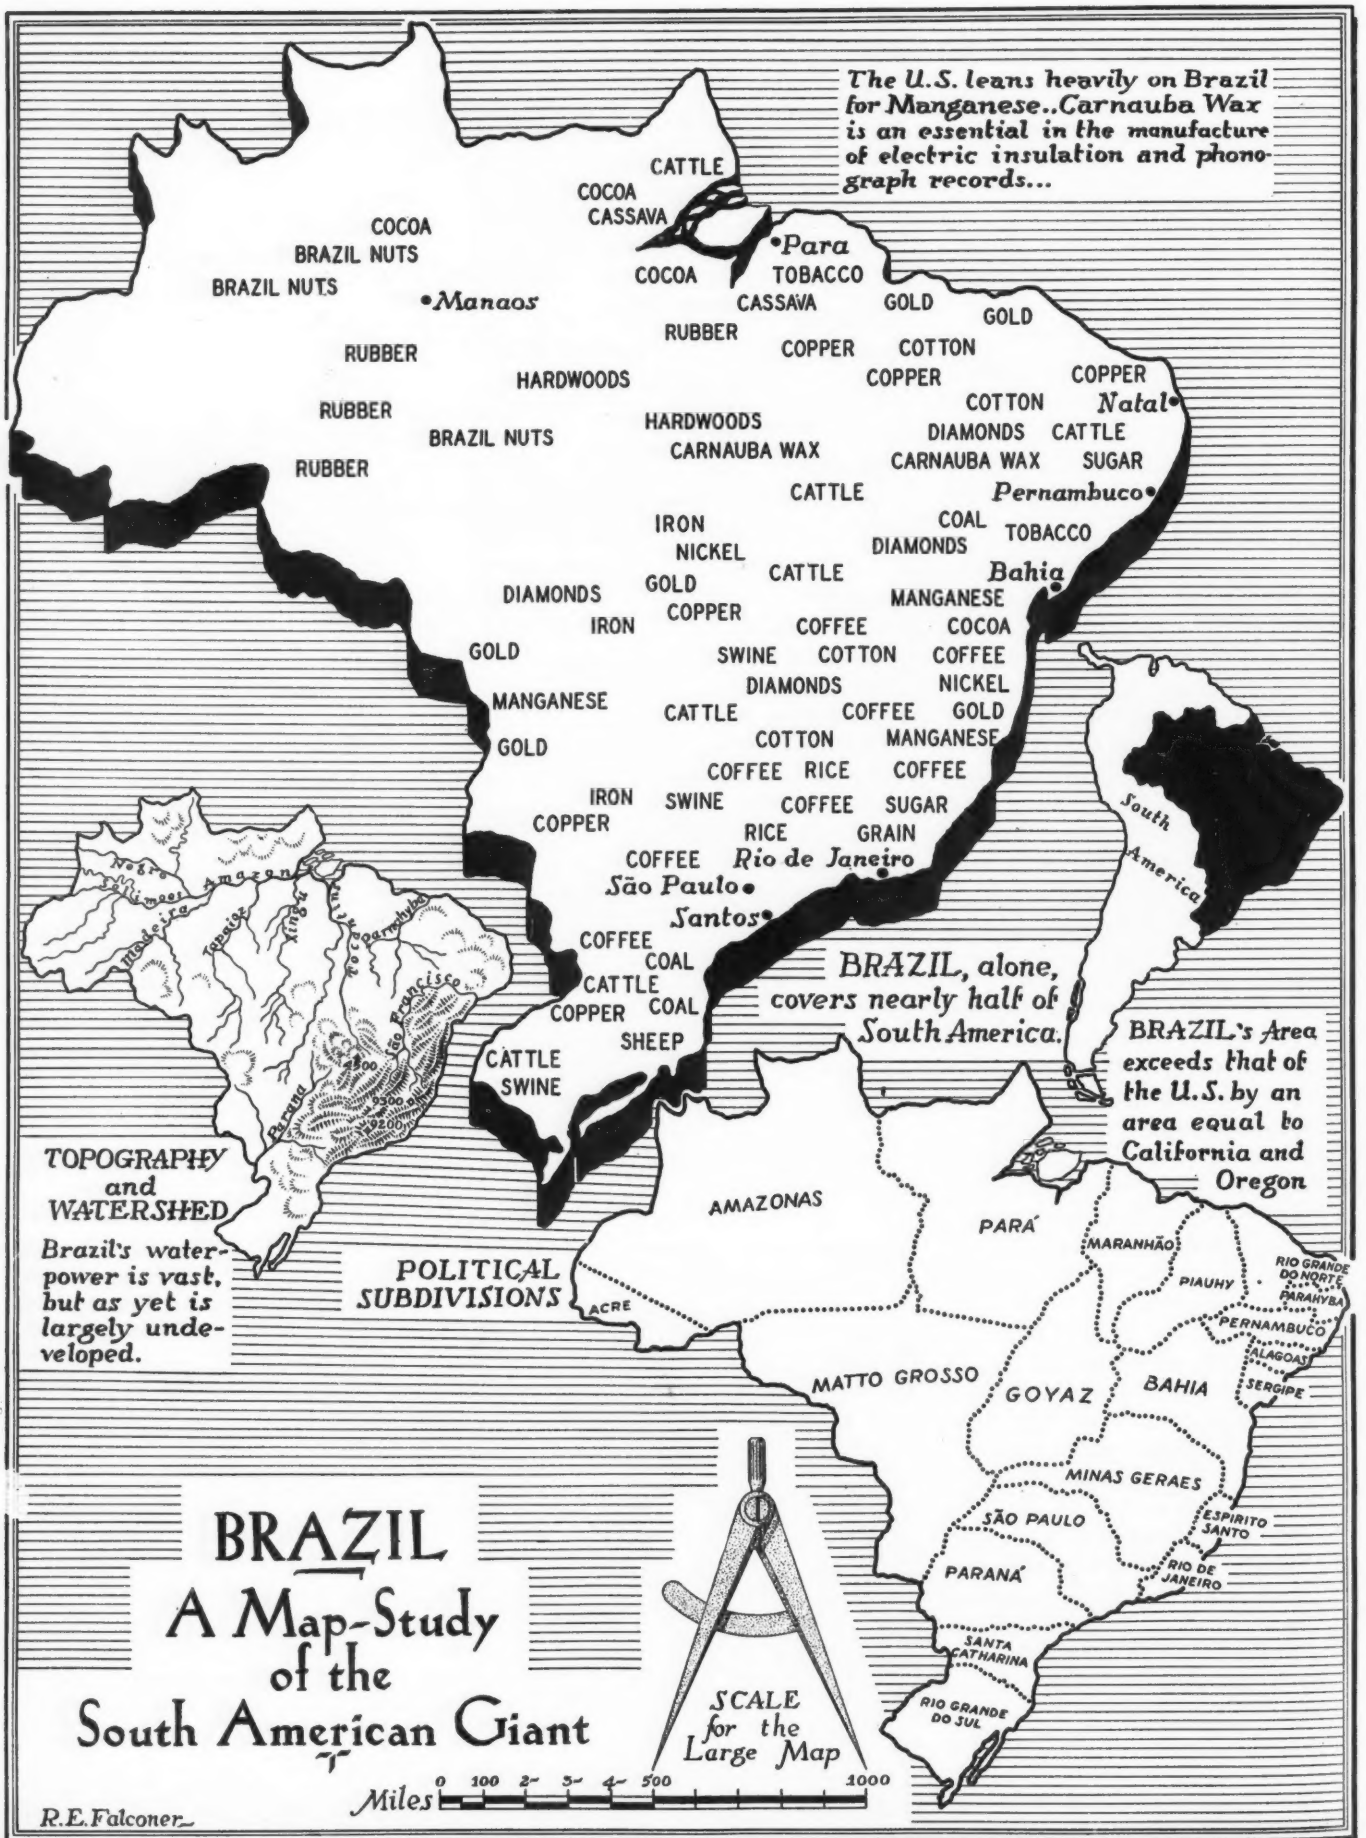 The U.S. leans heavily on Brazil
for Manganese..Carnauba Wax
is an essential in the manufacture
of electric insulation and phono-
graph records...
CATTLE
COCOA
CASSAVA
COCOA
BRAZIL NUTS
BRAZIL NUTS
Manaos
Para
COCOA
TOBACCO
CASSAVA
GOLD
GOLD
RUBBER
COPPER
COTTON
RUBBER
HARDWOODS
COPPER
COPPER
RUBBER
COTTON
Natal
HARDWOODS
BRAZIL NUTS
DIAMONDS
CATTLE
CARNAUBA WAX
CARNAUBA WAX
SUGAR
RUBBER
CATTLE
Pernambuco
IRON
COAL
TOBACCO
NICKEL
DIAMONDS
CATTLE
Bahia
DIAMONDS
GOLD
MANGANESE
COPPER
IRON
COFFEE
COCOA
GOLD
SWINE
COTTON
COFFEE
DIAMONDS
NICKEL
MANGANESE
CATTLE
COFFEE
GOLD
GOLD
COTTON
MANGANESE
COFFEE
RICE
COFFEE
IRON
SWINE
COFFEE
SUGAR
COPPER
RICE
GRAIN
COFFEE
Rio de Janeiro
São Paulo
Santos
COFFEE
COAL
CATTLE
COPPER
COAL
SHEEP
CATTLE
SWINE
South
America
BRAZIL, alone,
covers nearly half of
South America.
BRAZIL's Area
exceeds that of
the U.S. by an
area equal to
California and
Oregon
Negro
Solimoes
Amazon
Madeira
Tapajoz
Xingu
Tocantins
Parnahyba
São Francisco
Parana
4500
9300
9200
TOPOGRAPHY
and
WATERSHED
Brazil's water-
power is vast,
but as yet is
largely unde-
veloped.
POLITICAL
SUBDIVISIONS
AMAZONAS
PARÁ
MARANHÃO
PIAUHY
RIO GRANDE
DO NORTE
PARAHYBA
PERNAMBUCO
ALAGOAS
SERGIPE
ACRE
MATTO GROSSO
GOYAZ
BAHIA
MINAS GERAES
ESPIRITO
SANTO
SÃO PAULO
RIO DE
JANEIRO
PARANÁ
SANTA
CATHARINA
RIO GRANDE
DO SUL
BRAZIL
A Map-Study
of the
South American Giant
SCALE
for the
Large Map
Miles
0 100 2- 3- 4- 500 1000
R.E.Falconer